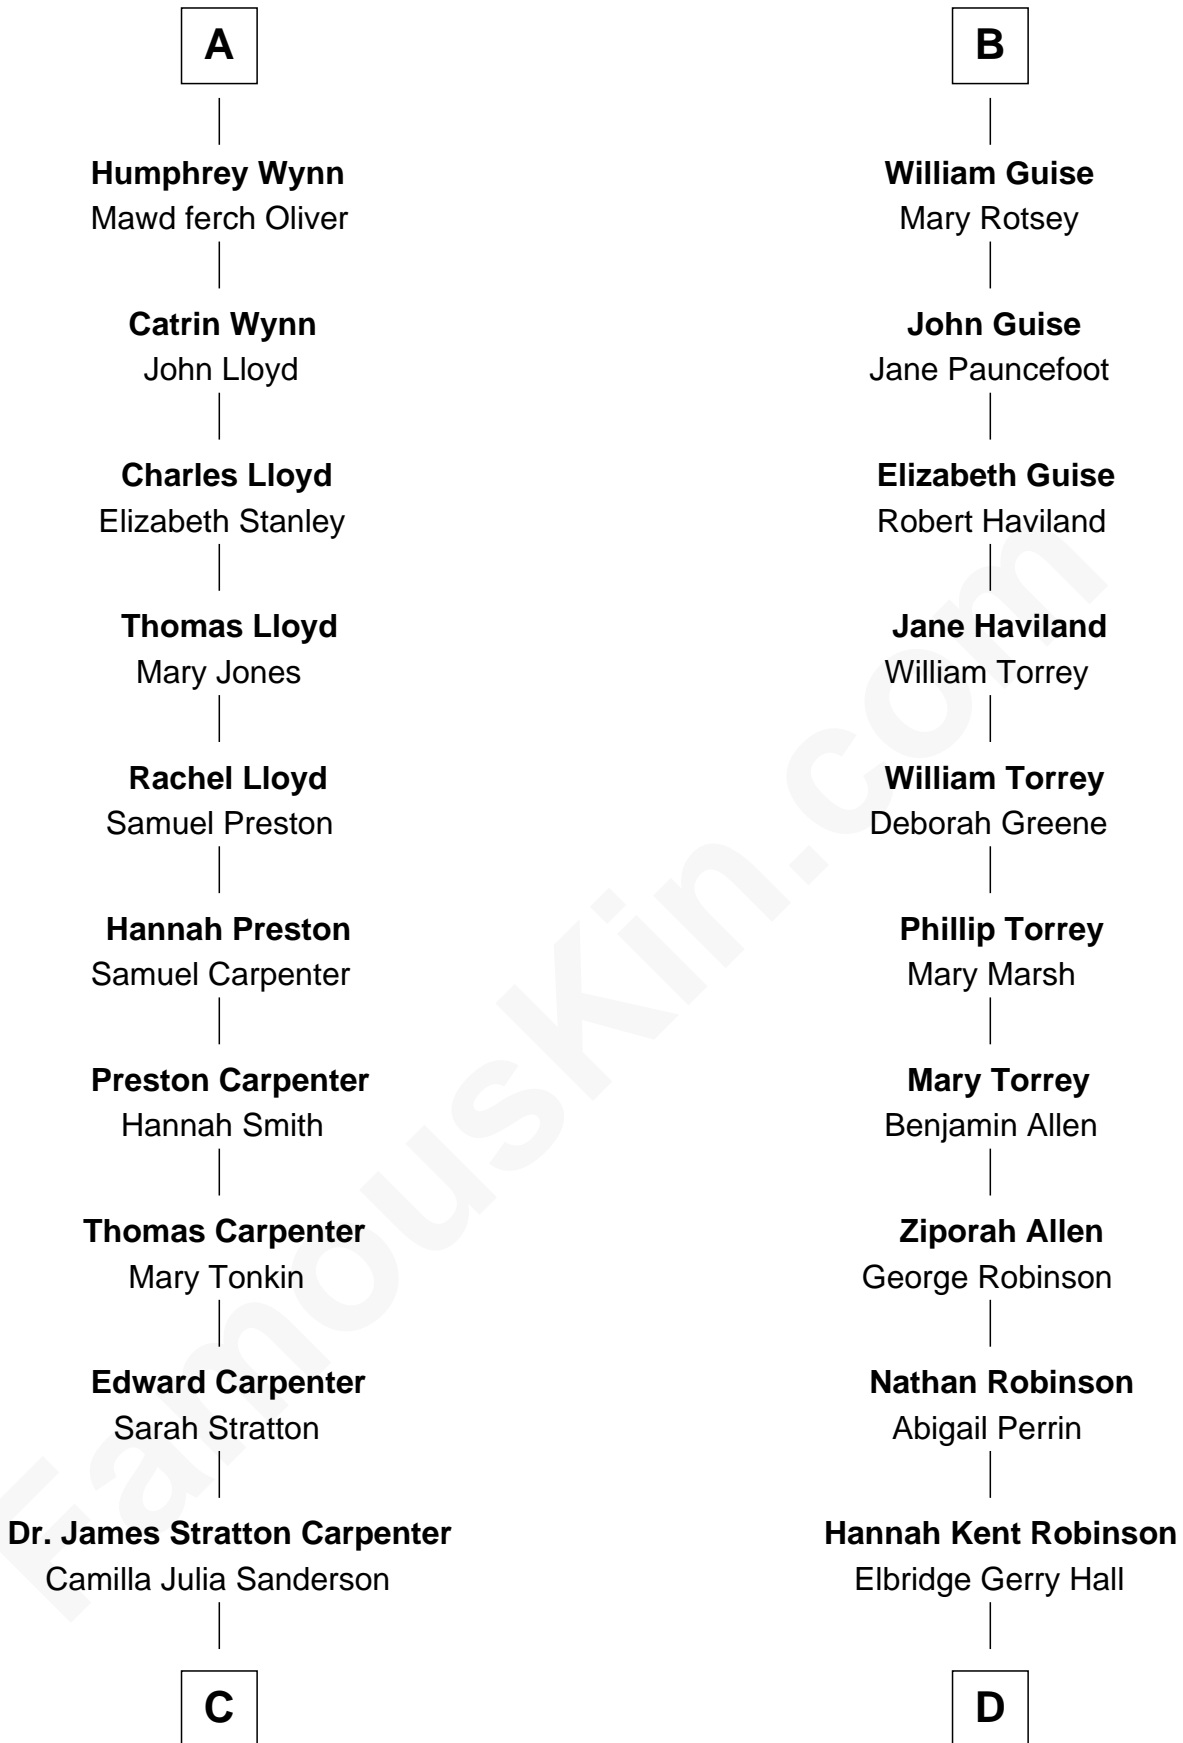 A
Humphrey Wynn
Mawd ferch Oliver
Catrin Wynn
John Lloyd
Charles Lloyd
Elizabeth Stanley
Thomas Lloyd
Mary Jones
Rachel Lloyd
Samuel Preston
Hannah Preston
Samuel Carpenter
Preston Carpenter
Hannah Smith
Thomas Carpenter
Mary Tonkin
Edward Carpenter
Sarah Stratton
Dr. James Stratton Carpenter
Camilla Julia Sanderson
C
B
William Guise
Mary Rotsey
John Guise
Jane Pauncefoot
Elizabeth Guise
Robert Haviland
Jane Haviland
William Torrey
William Torrey
Deborah Greene
Phillip Torrey
Mary Marsh
Mary Torrey
Benjamin Allen
Ziporah Allen
George Robinson
Nathan Robinson
Abigail Perrin
Hannah Kent Robinson
Elbridge Gerry Hall
D
FamousKin.com